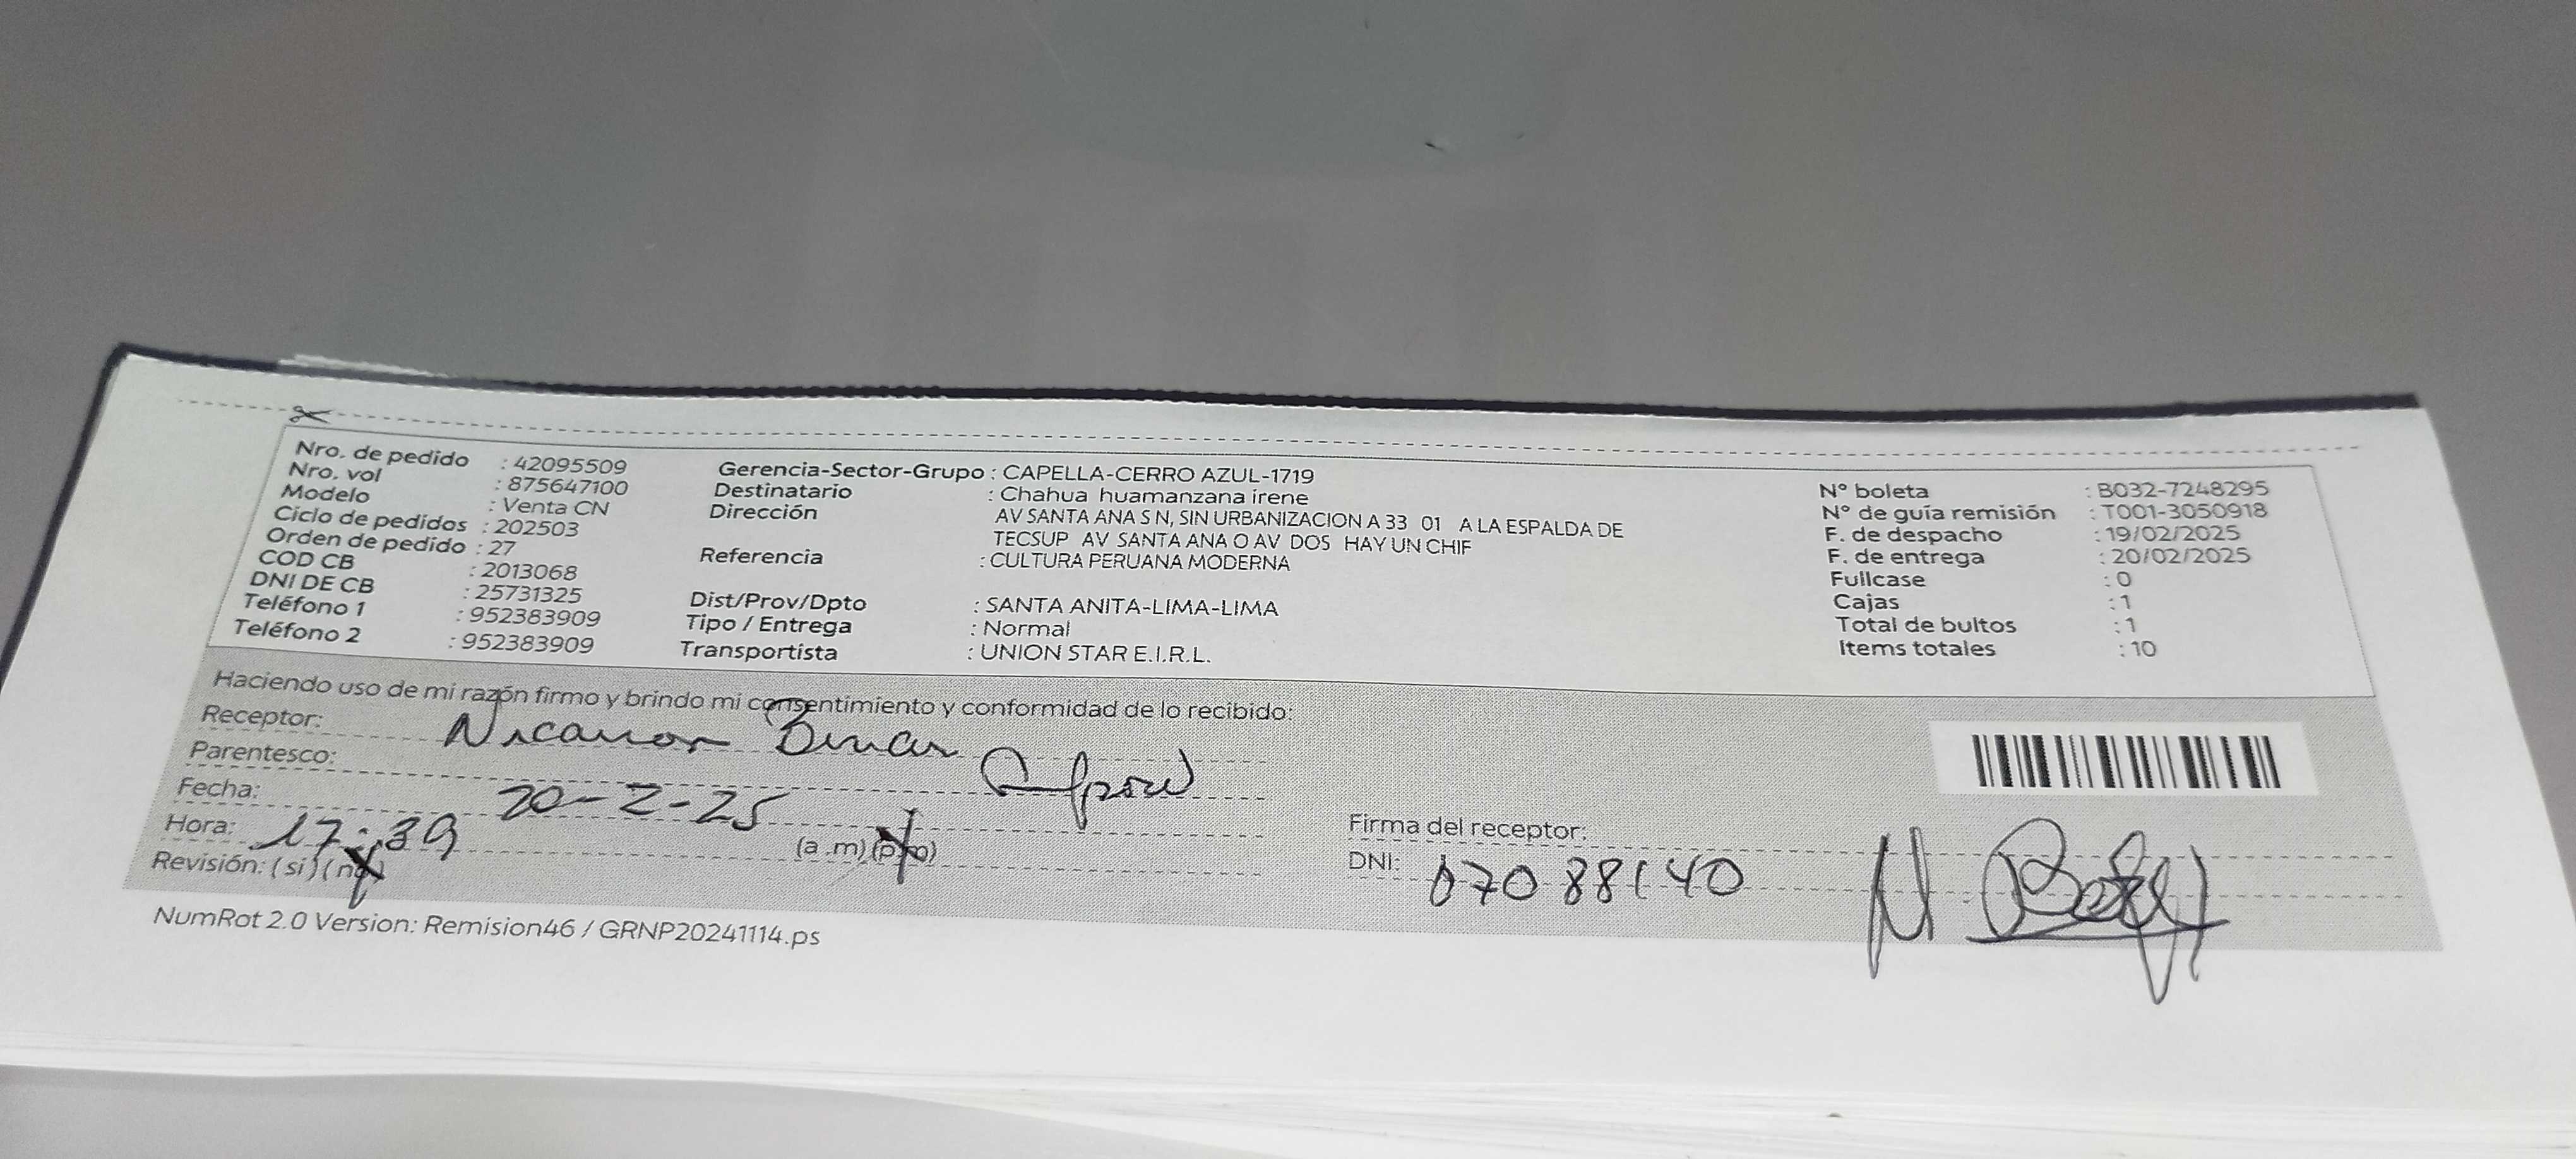 Nro. de pedido : 42095509
Nro. vol : 875647100
Modelo : Venta CN
Ciclo de pedidos : 202503
Orden de pedido : 27
COD CB : 2013068
DNI DE CB : 25731325
Teléfono 1 : 952383909
Teléfono 2 : 952383909
Gerencia-Sector-Grupo : CAPELLA-CERRO AZUL-1719
Destinatario : Chahua huamanzana irene
Dirección AV SANTA ANA S N, SIN URBANIZACION A 33 01 A LA ESPALDA DE
TECSUP AV SANTA ANA O AV DOS HAY UN CHIF
Referencia : CULTURA PERUANA MODERNA
Dist/Prov/Dpto : SANTA ANITA-LIMA-LIMA
Tipo / Entrega : Normal
Transportista : UNION STAR E.I.R.L.
N° boleta : B032-7248295
N° de guía remisión : T001-3050918
F. de despacho : 19/02/2025
F. de entrega : 20/02/2025
Fullcase : 0
Cajas : 1
Total de bultos : 1
Items totales : 10
Haciendo uso de mi razón firmo y brindo mi consentimiento y conformidad de lo recibido:
Receptor: Nicanor
Parentesco:
Fecha: 20-2-25
Hora: 17:39 (a .m) (p.m)
Revisión: (si) (no)
Firma del receptor:
DNI: 07088140
NumRot 2.0 Version: Remision46 / GRNP20241114.ps